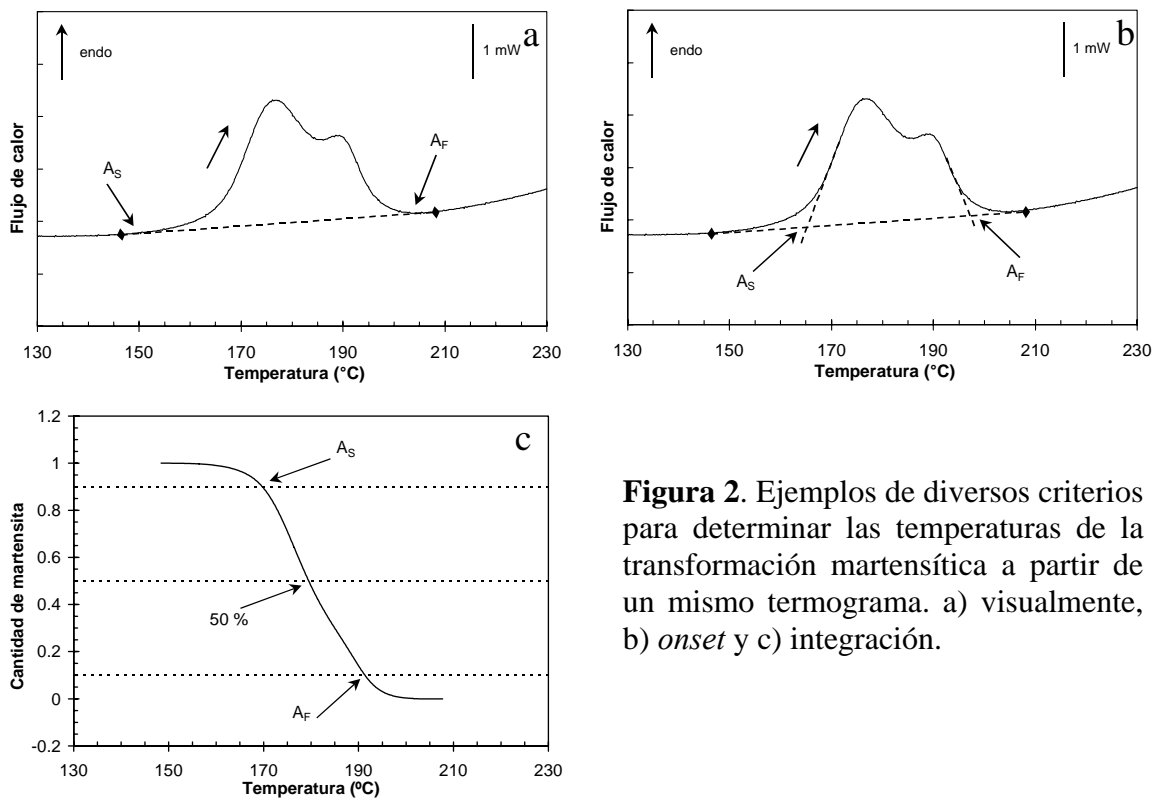 a
endo
1 mW
Flujo de calor
A_S
A_F
130 150 170 190 210 230
Temperatura (°C)
b
endo
1 mW
Flujo de calor
A_S
A_F
130 150 170 190 210 230
Temperatura (°C)
c
Cantidad de martensita
1.2
1
0.8
0.6
0.4
0.2
0
-0.2
A_S
50 %
A_F
130 150 170 190 210 230
Temperatura (ºC)
Figura 2. Ejemplos de diversos criterios
para determinar las temperaturas de la
transformación martensítica a partir de
un mismo termograma. a) visualmente,
b) onset y c) integración.